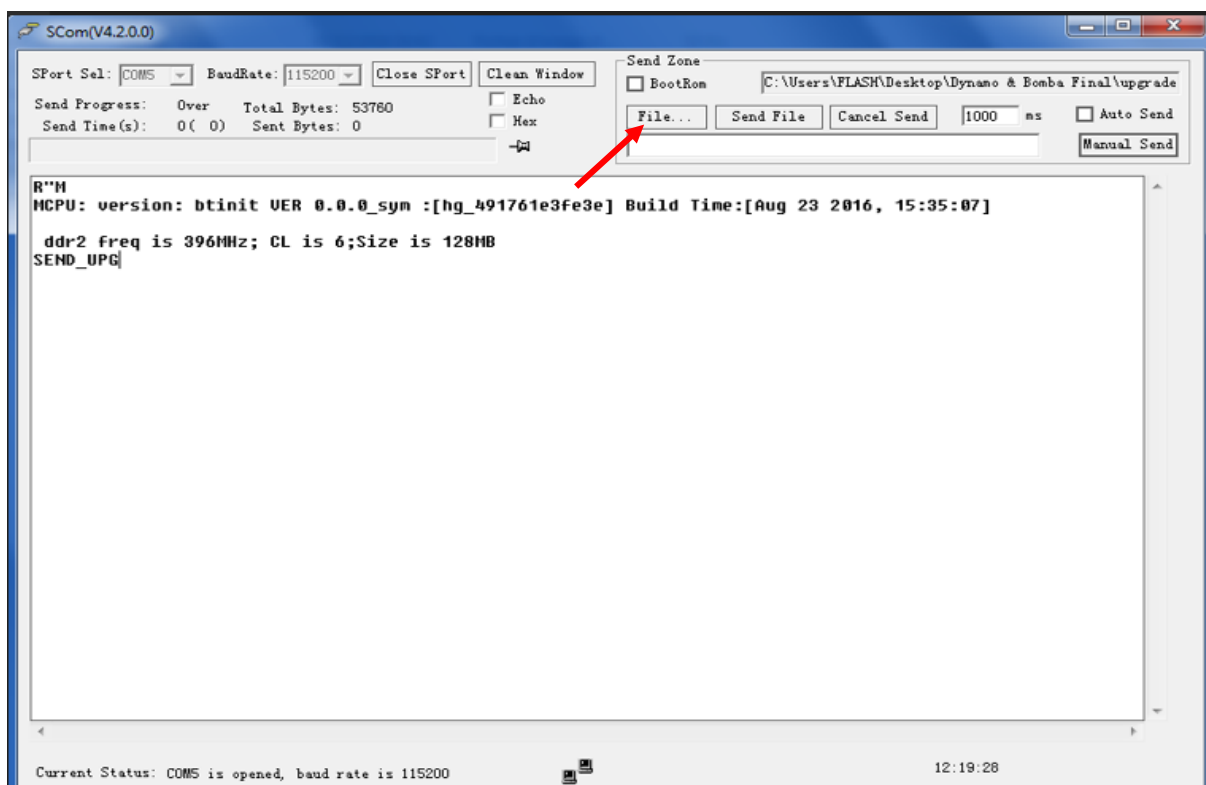 SCom(V4.2.0.0)
SPort Sel: COM5 BaudRate: 115200 Close SPort Clean Window
Send Progress: Over Total Bytes: 53760 Echo
Send Time(s): 0( 0) Sent Bytes: 0 Hex
Send Zone
BootRom C:\Users\FLASH\Desktop\Dynamo & Bomba Final\upgrade
File... Send File Cancel Send 1000 ms Auto Send
Manual Send
R"M
MCPU: version: btinit VER 0.0.0_sym :[hg_491761e3fe3e] Build Time:[Aug 23 2016, 15:35:07]
ddr2 freq is 396MHz; CL is 6;Size is 128MB
SEND_UPG
Current Status: COM5 is opened, baud rate is 115200 12:19:28